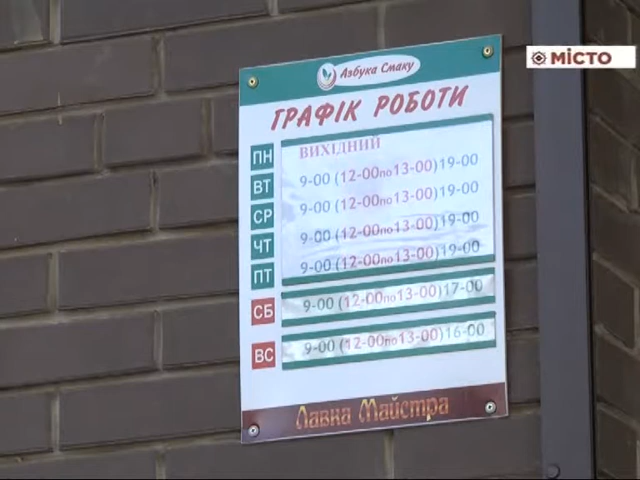 МІСТО
Азбука Смаку
ГРАФІК РОБОТИ
ПН ВИХІДНИЙ
ВТ 9-00 (12-00по13-00)19-00
СР 9-00 (12-00по13-00)19-00
ЧТ 9-00 (12-00по13-00)19-00
ПТ 9-00 (12-00по13-00)19-00
СБ 9-00 (12-00по13-00)17-00
ВС 9-00 (12-00по13-00)16-00
Лавка Майстра